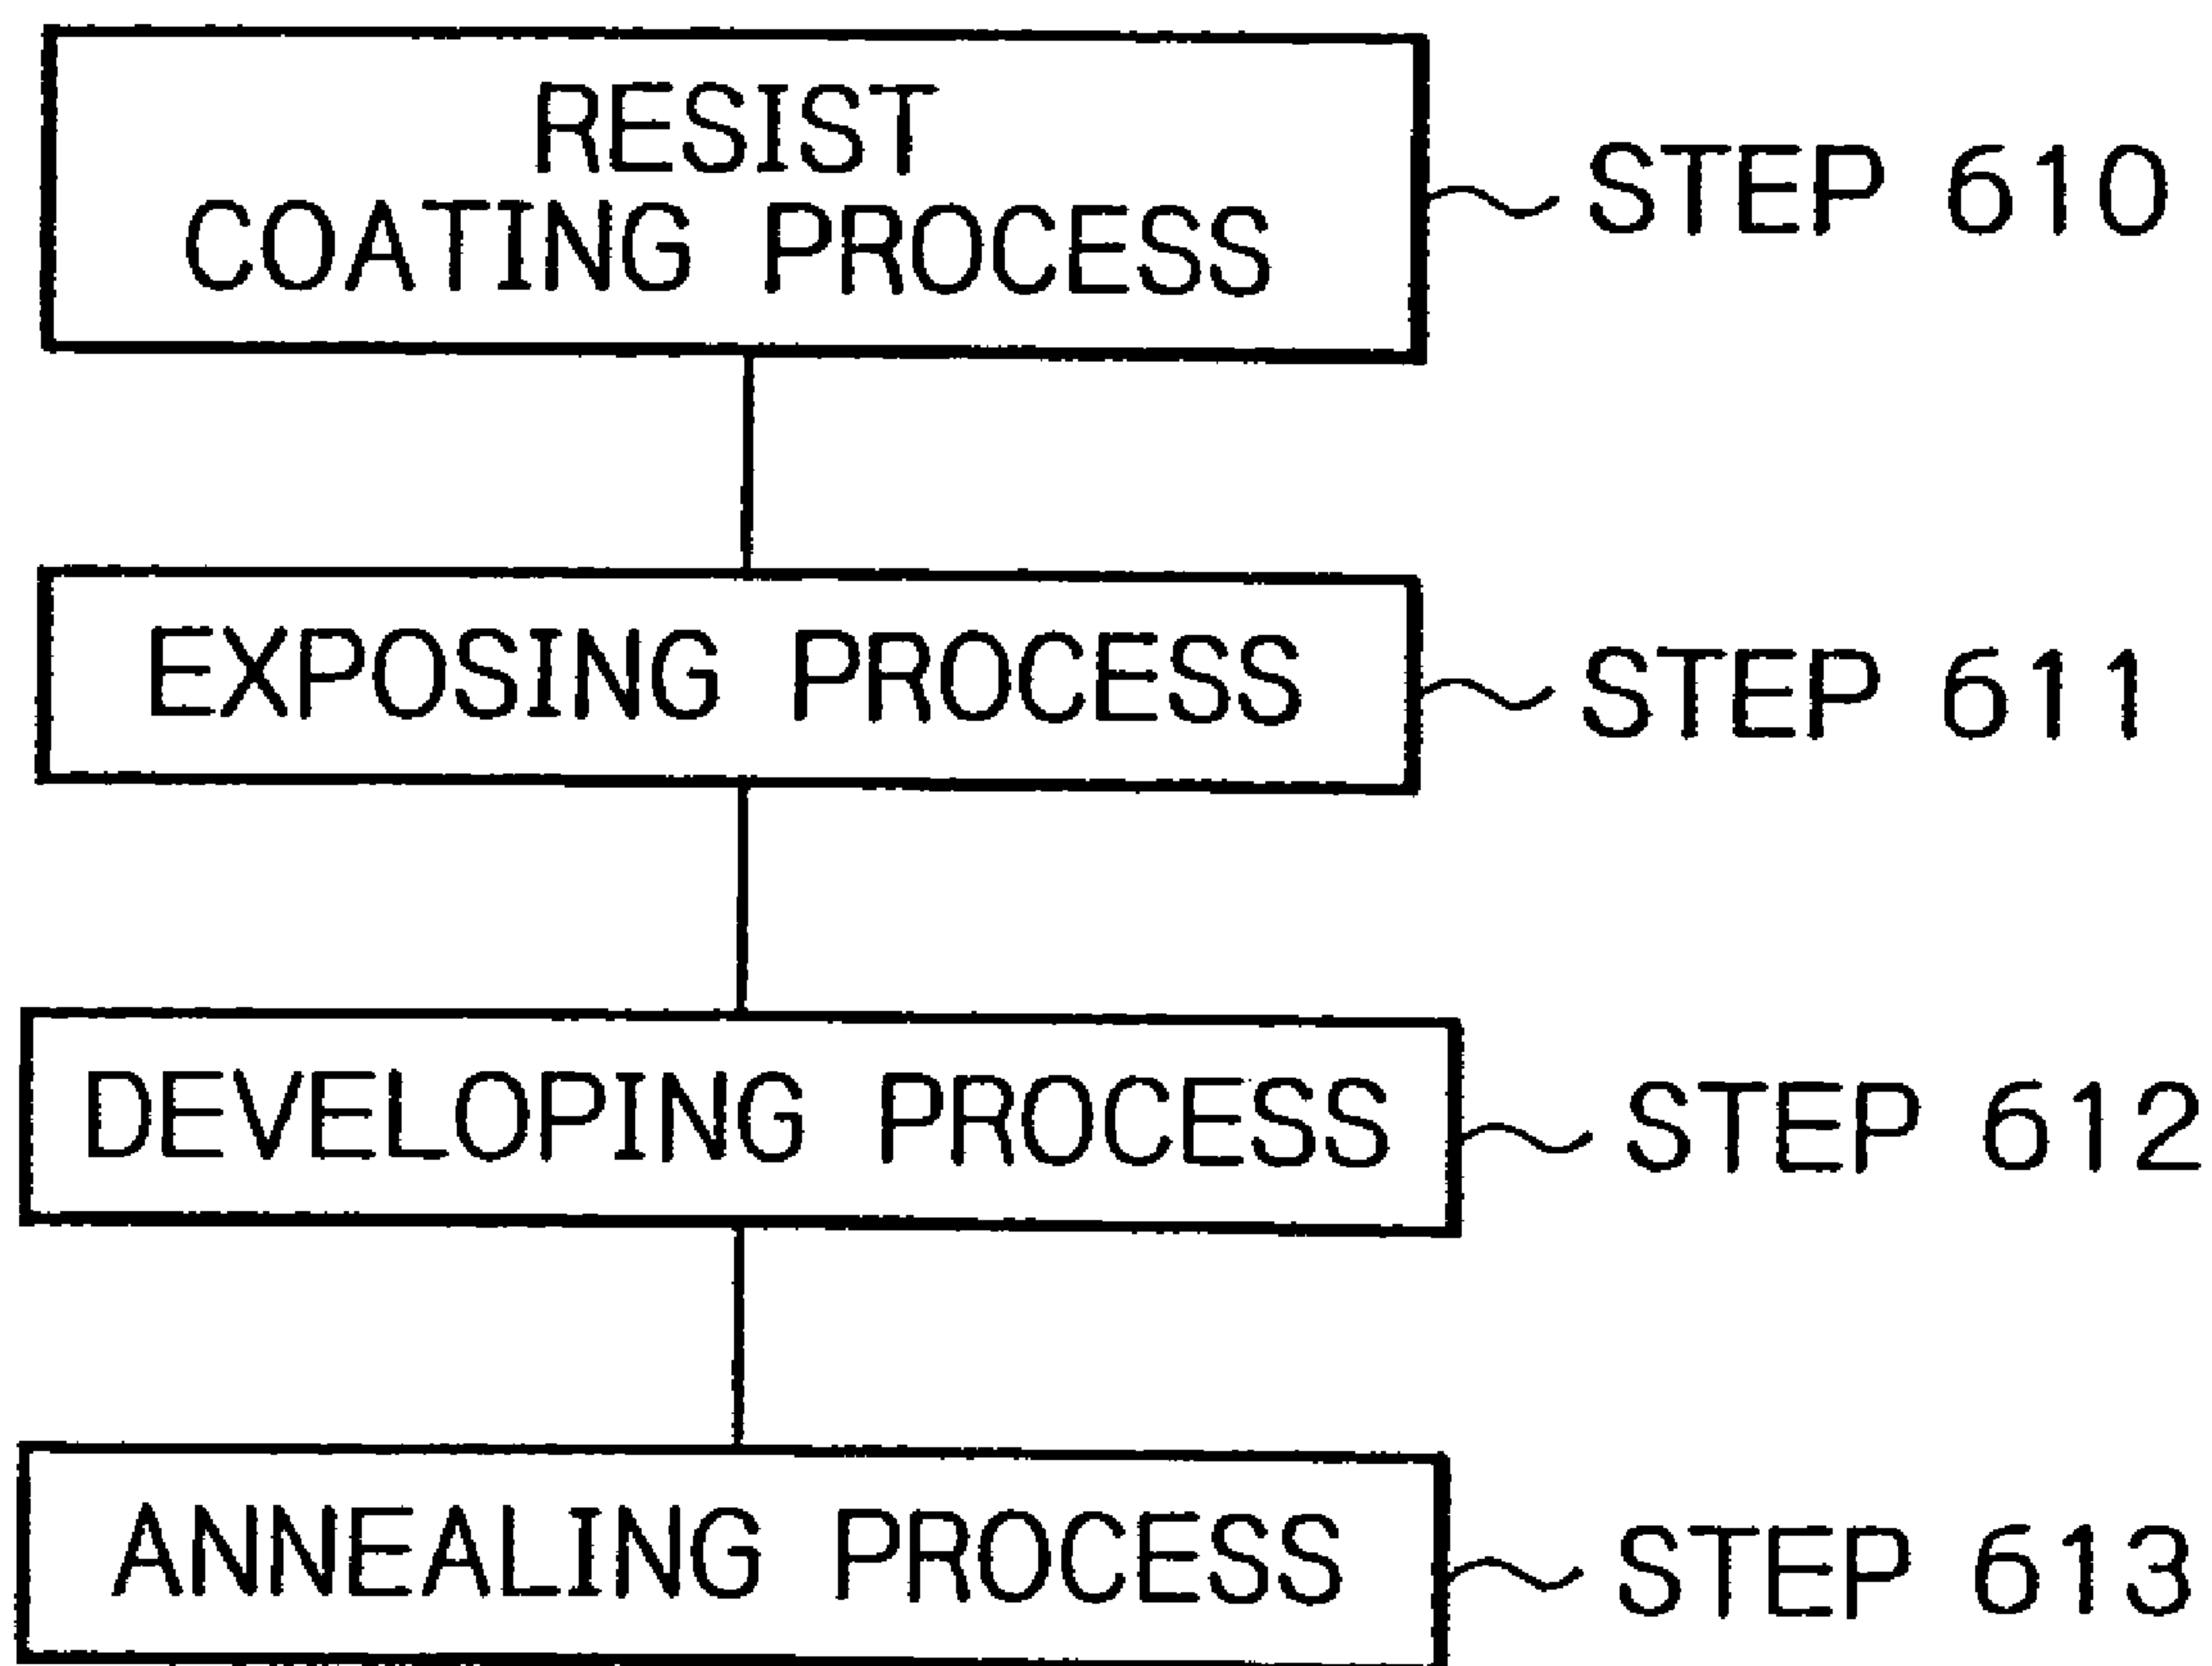 RESIST
COATING PROCESS
STEP 610
EXPOSING PROCESS
STEP 611
DEVELOPING PROCESS
STEP 612
ANNEALING PROCESS
STEP 613